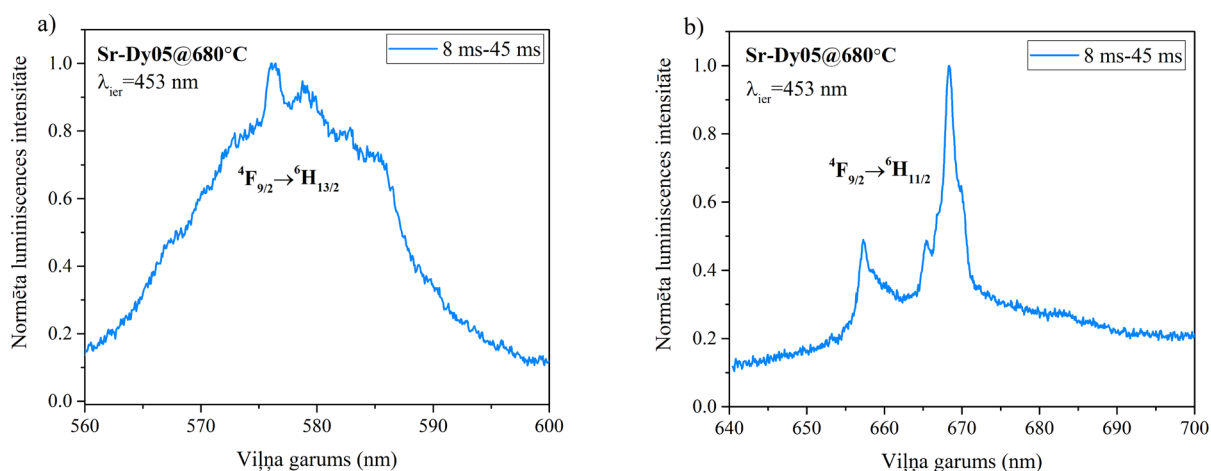 a)
Sr-Dy05@680°C
λier=453 nm
8 ms-45 ms
⁴F9/2→⁶H13/2
Normēta luminiscences intensitāte
1.0
0.8
0.6
0.4
0.2
0.0
560 570 580 590 600
Viļņa garums (nm)
b)
Sr-Dy05@680°C
λier=453 nm
8 ms-45 ms
⁴F9/2→⁶H11/2
Normēta luminiscences intensitāte
1.0
0.8
0.6
0.4
0.2
0.0
640 650 660 670 680 690 700
Viļņa garums (nm)